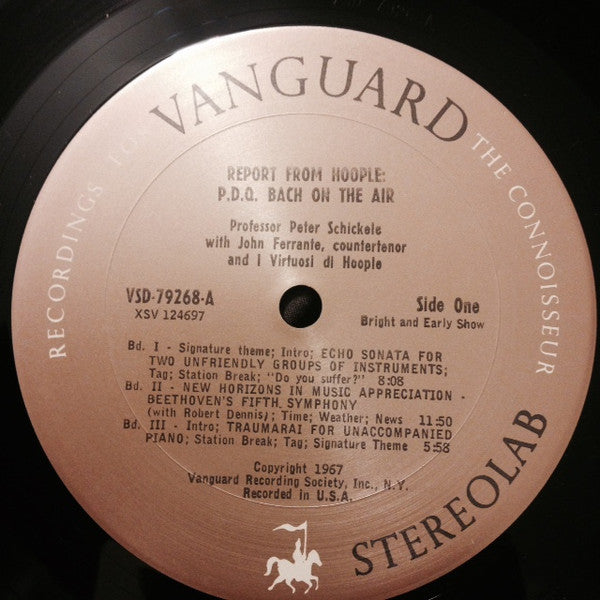 VANGUARD
RECORDINGS FOR THE CONNOISSEUR
REPORT FROM HOOPLE:
P.D.Q. BACH ON THE AIR
Professor Peter Schickele
with John Ferrante, countertenor
and I Virtuosi di Hoople
VSD-79268-A
XSV 124697
Side One
Bright and Early Show
Bd. I - Signature theme; Intro; ECHO SONATA FOR
TWO UNFRIENDLY GROUPS OF INSTRUMENTS;
Tag; Station Break; "Do you suffer?" 8:08
Bd. II - NEW HORIZONS IN MUSIC APPRECIATION -
BEETHOVEN'S FIFTH SYMPHONY
(with Robert Dennis); Time; Weather; News 11:50
Bd. III - Intro; TRAUMARAI FOR UNACCOMPANIED
PIANO; Station Break; Tag; Signature Theme 5:58
Copyright 1967
Vanguard Recording Society, Inc., N.Y.
Recorded in U.S.A.
STEREOLAB